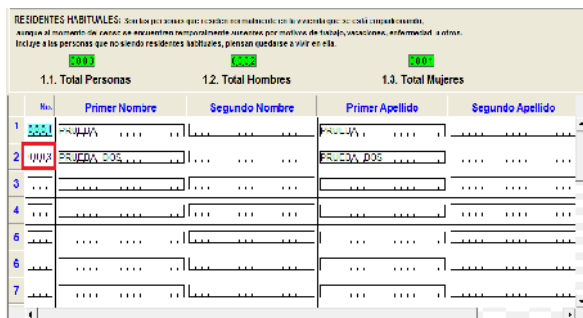 RESIDENTES HABITUALES: Son las personas que residen normalmente en la vivienda que se está empadronando,
aunque al momento del censo se encuentren temporalmente ausentes por motivos de trabajo, vacaciones, enfermedad u otros.
Incluye a las personas que no siendo residentes habituales, piensan quedarse a vivir en ella.
0002 0001
1.1. Total Personas 1.2. Total Hombres 1.3. Total Mujeres
No. Primer Nombre Segundo Nombre Primer Apellido Segundo Apellido
1 0001 PRUEBA PRUEBA
2 0003 PRUEBA DOS PRUEBA DOS
3
4
5
6
7